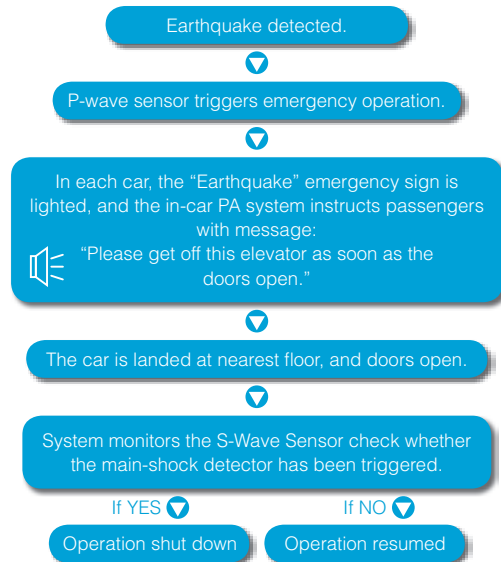 Earthquake detected.
P-wave sensor triggers emergency operation.
In each car, the “Earthquake” emergency sign is
lighted, and the in-car PA system instructs passengers
with message:
“Please get off this elevator as soon as the
doors open.”
The car is landed at nearest floor, and doors open.
System monitors the S-Wave Sensor check whether
the main-shock detector has been triggered.
If YES
If NO
Operation shut down
Operation resumed